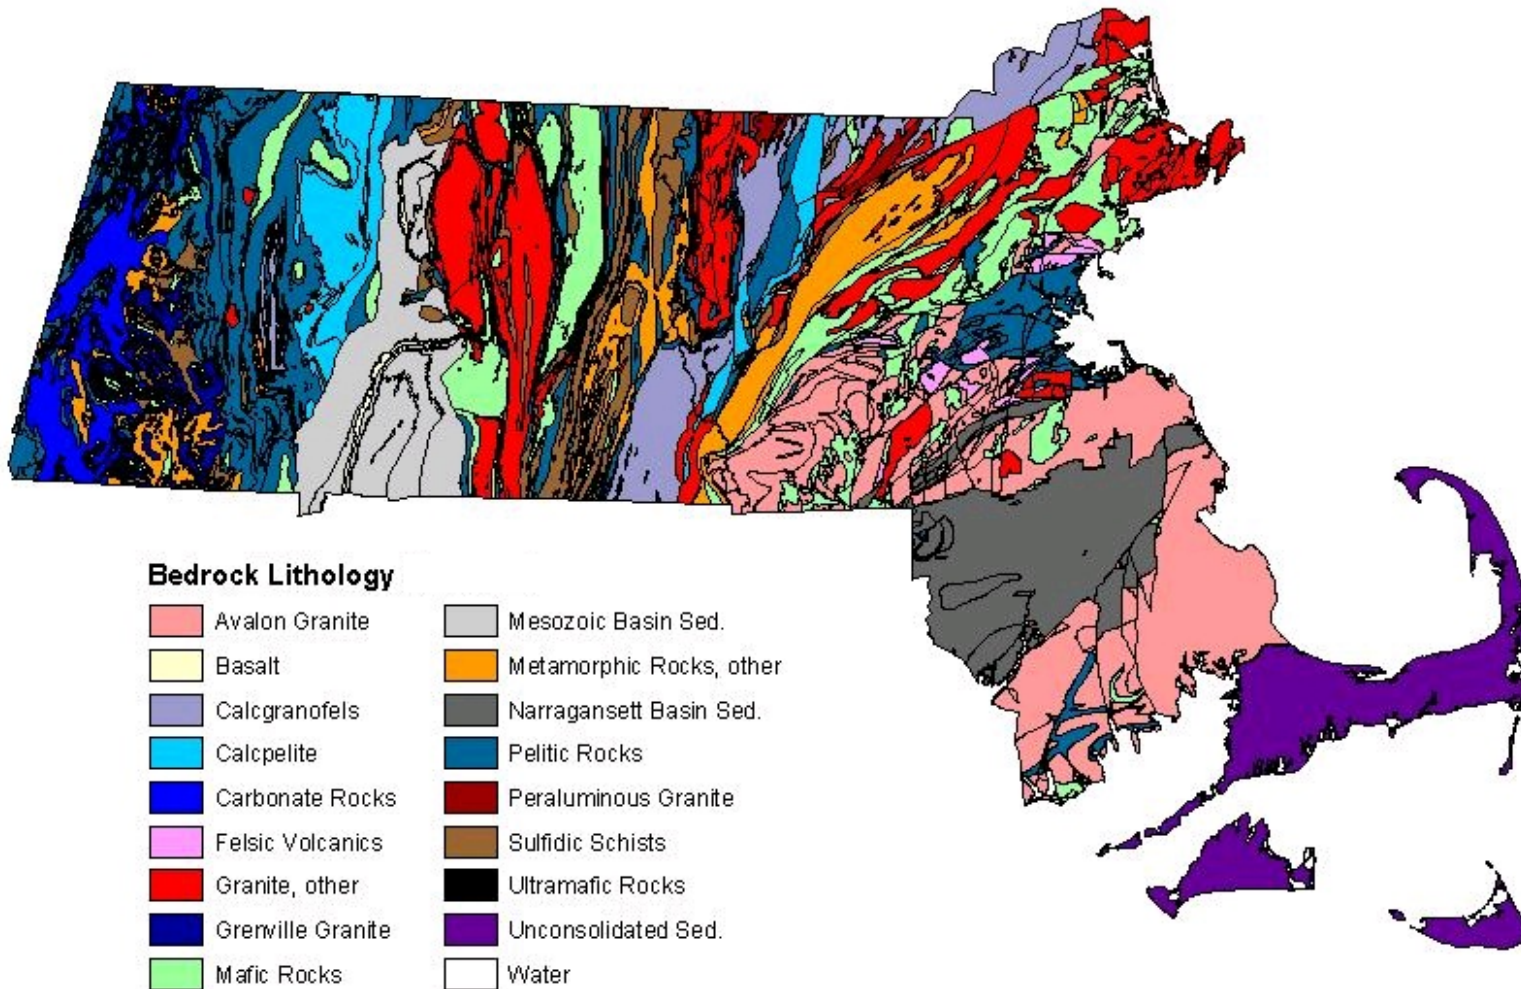 Bedrock Lithology
Avalon Granite
Basalt
Calcgranofels
Calcpelite
Carbonate Rocks
Felsic Volcanics
Granite, other
Grenville Granite
Mafic Rocks
Mesozoic Basin Sed.
Metamorphic Rocks, other
Narragansett Basin Sed.
Pelitic Rocks
Peraluminous Granite
Sulfidic Schists
Ultramafic Rocks
Unconsolidated Sed.
Water